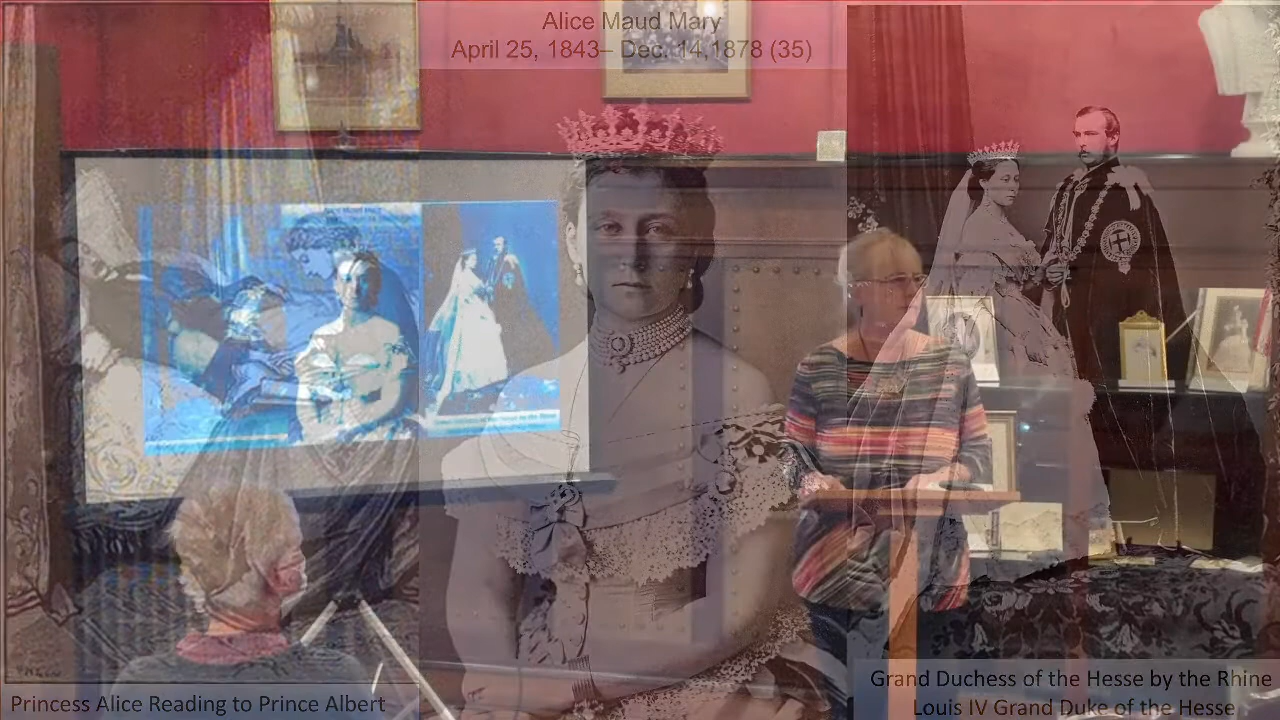 Alice Maud Mary
April 25, 1843– Dec. 14,1878 (35)
Princess Alice Reading to Prince Albert
Grand Duchess of the Hesse by the Rhine
Louis IV Grand Duke of the Hesse